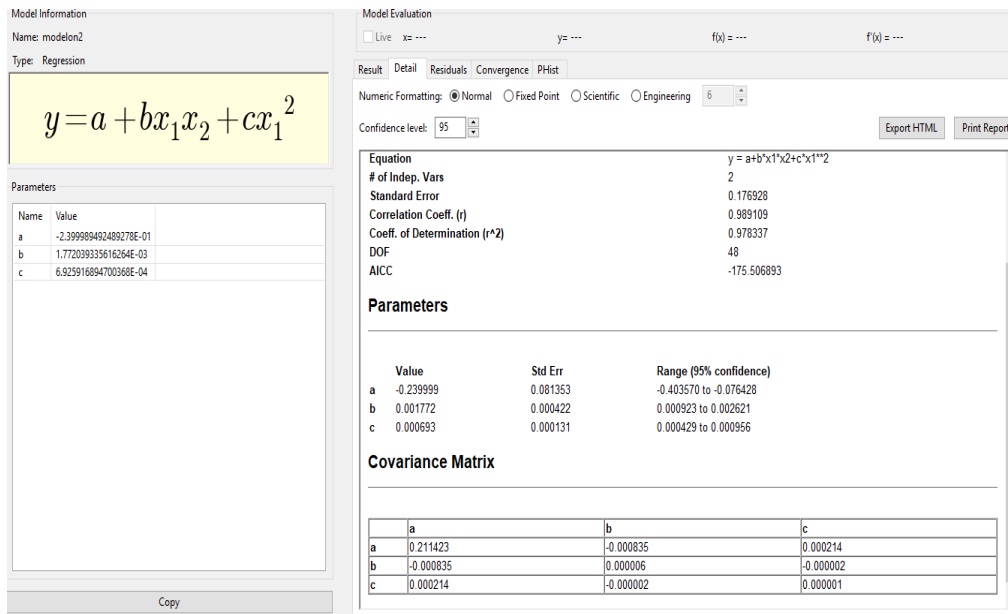 Model Information
Name: modelon2
Type: Regression
y=a+bx₁x₂+cx₁²
Parameters
Name Value
a -2.399989492489278E-01
b 1.772039335616264E-03
c 6.925916894700368E-04
Copy
Model Evaluation
Live x= --- y= --- f(x) = --- f'(x) = ---
Result Detail Residuals Convergence PHist
Numeric Formatting: Normal Fixed Point Scientific Engineering 6
Confidence level: 95 Export HTML Print Report
Equation y = a+b*x1*x2+c*x1**2
# of Indep. Vars 2
Standard Error 0.176928
Correlation Coeff. (r) 0.989109
Coeff. of Determination (r^2) 0.978337
DOF 48
AICC -175.506893
Parameters
Value Std Err Range (95% confidence)
a -0.239999 0.081353 -0.403570 to -0.076428
b 0.001772 0.000422 0.000923 to 0.002621
c 0.000693 0.000131 0.000429 to 0.000956
Covariance Matrix
a b c
a 0.211423 -0.000835 0.000214
b -0.000835 0.000006 -0.000002
c 0.000214 -0.000002 0.000001